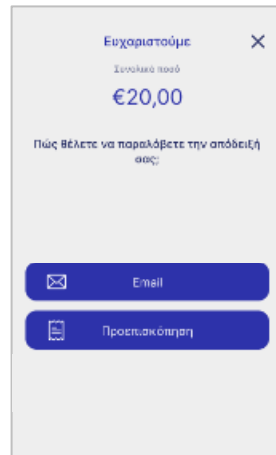 Ευχαριστούμε
Συνολικό ποσό
€20,00
Πώς θέλετε να παραλάβετε την απόδειξή
σας;
Email
Προεπισκόπηση